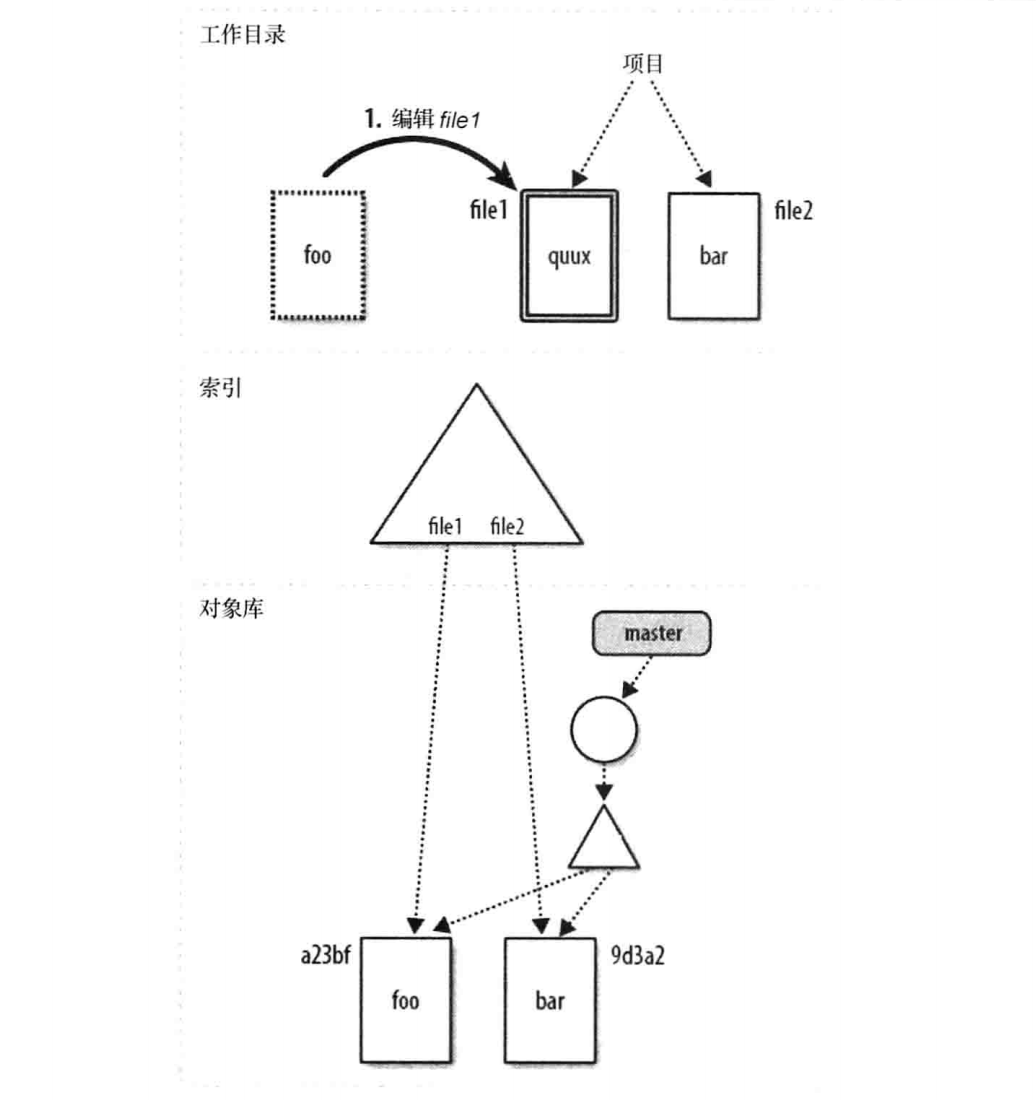 工作目录
项目
1. 编辑 file1
file1
file2
foo
quux
bar
索引
file1 file2
对象库
master
a23bf
9d3a2
foo
bar